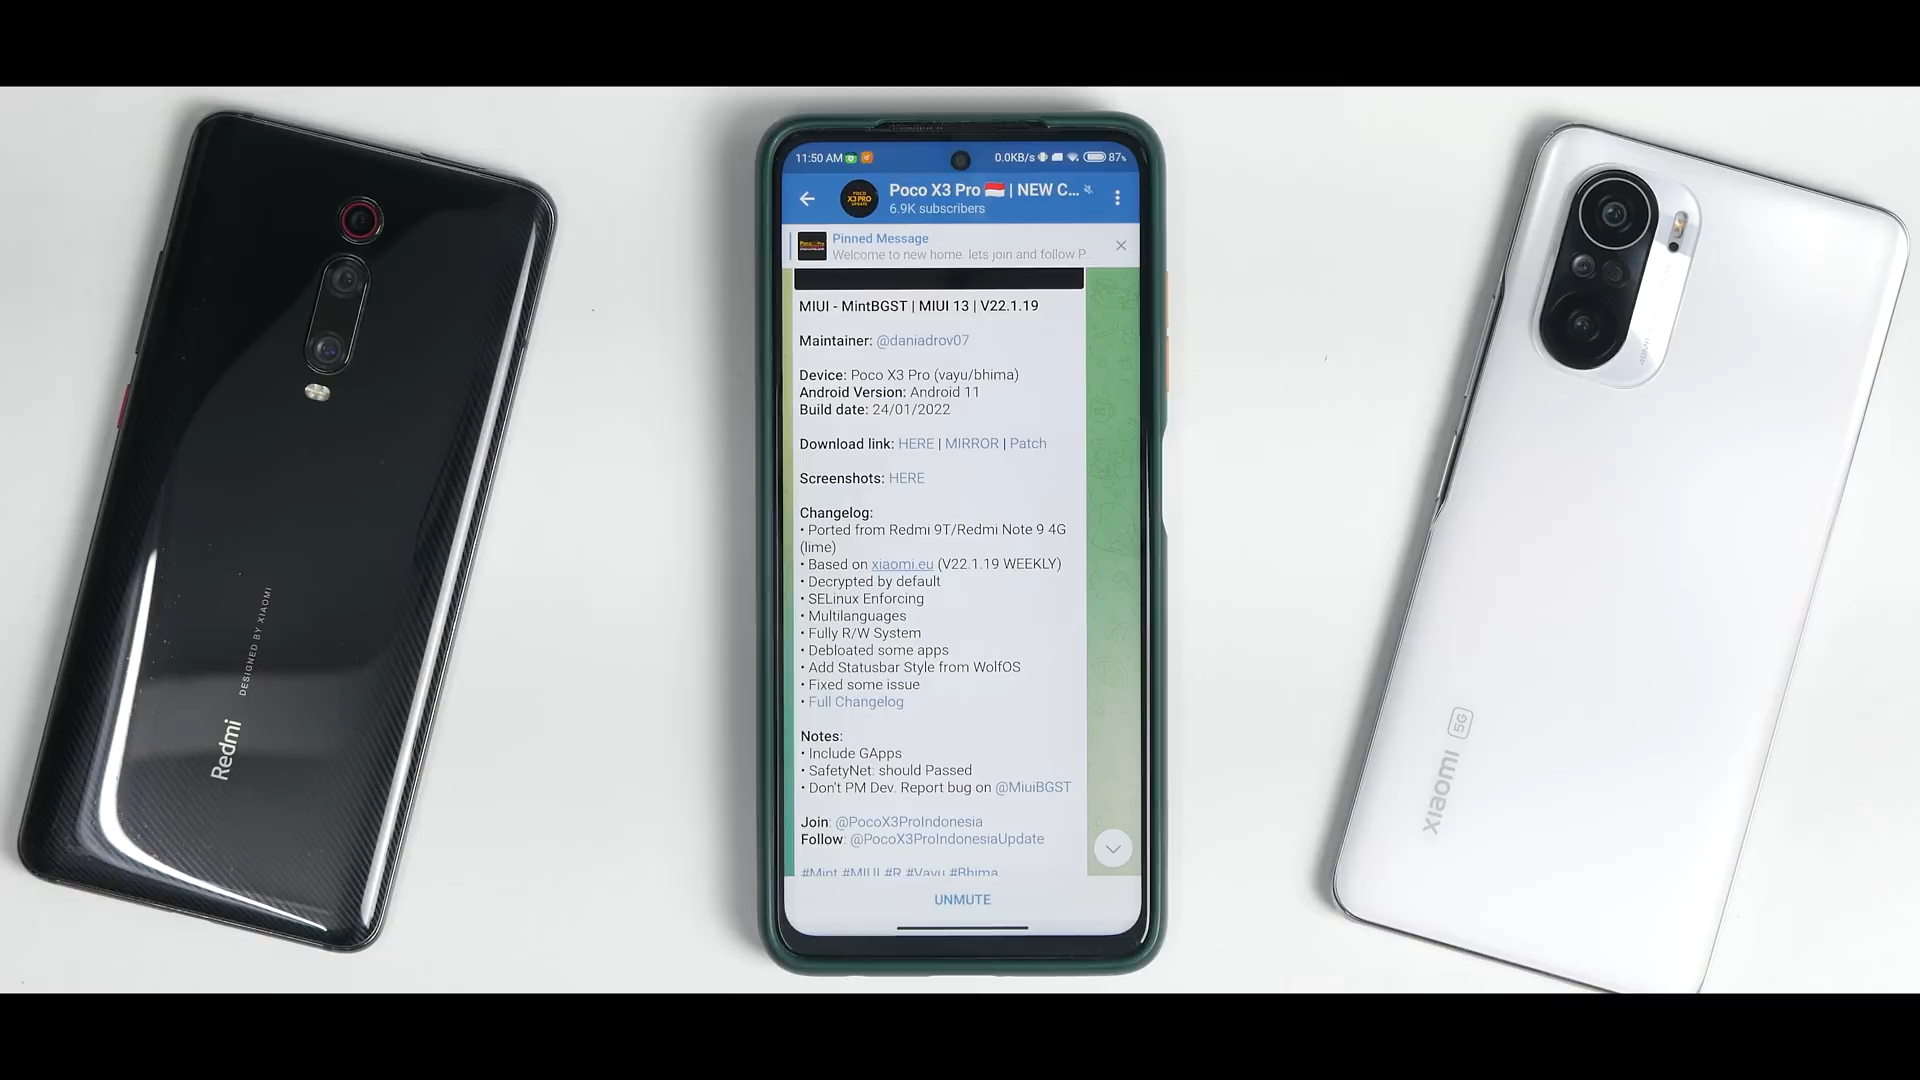 11:50 AM
0.0KB/s
87%
Poco X3 Pro 🇮🇩 | NEW C...
6.9K subscribers
Pinned Message
Welcome to new home. lets join and follow P...
MIUI - MintBGST | MIUI 13 | V22.1.19
Maintainer: @daniadrov07
Device: Poco X3 Pro (vayu/bhima)
Android Version: Android 11
Build date: 24/01/2022
Download link: HERE | MIRROR | Patch
Screenshots: HERE
Changelog:
• Ported from Redmi 9T/Redmi Note 9 4G
(lime)
• Based on xiaomi.eu (V22.1.19 WEEKLY)
• Decrypted by default
• SELinux Enforcing
• Multilanguages
• Fully R/W System
• Debloated some apps
• Add Statusbar Style from WolfOS
• Fixed some issue
• Full Changelog
Notes:
• Include GApps
• SafetyNet: should Passed
• Don't PM Dev. Report bug on @MiuiBGST
Join: @PocoX3ProIndonesia
Follow: @PocoX3ProIndonesiaUpdate
#Mint #MIUI #R #Vayu #Bhima
UNMUTE
Redmi
DESIGNED BY XIAOMI
xiaomi 5G